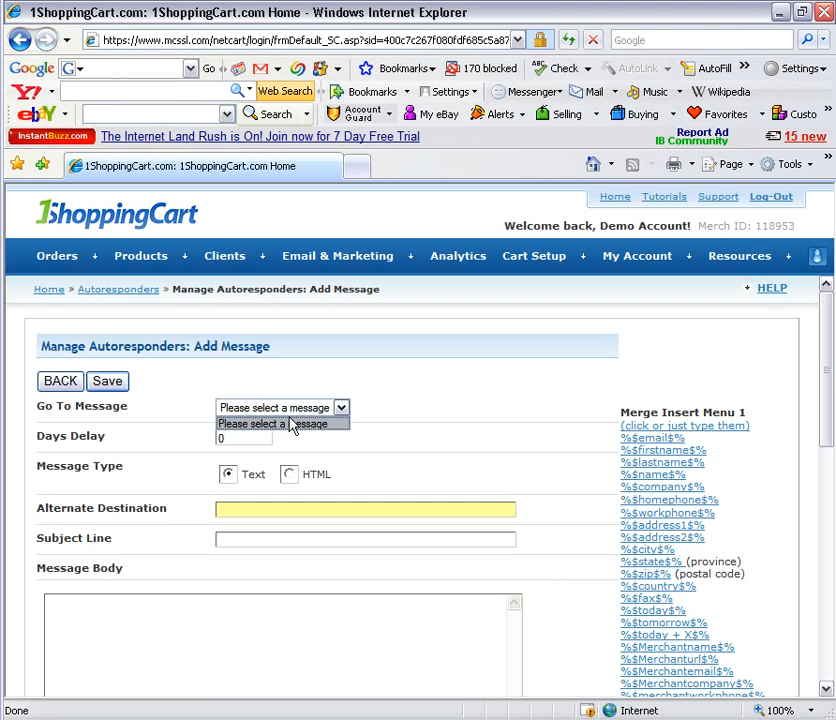 1ShoppingCart.com: 1ShoppingCart.com Home - Windows Internet Explorer
https://www.mcssl.com/netcart/login/frmDefault_SC.asp?sid=400c7c267f080fdf685c5a87
Google
Google G Go Bookmarks 170 blocked Check AutoLink AutoFill Settings
Y! Web Search Bookmarks Settings Messenger Mail Music Wikipedia
ebY Search Account Guard My eBay Alerts Selling Buying Favorites Custo
InstantBuzz.com The Internet Land Rush is On! Join now for 7 Day Free Trial Report Ad IB Community 15 new
1ShoppingCart.com: 1ShoppingCart.com Home Page Tools
Home Tutorials Support Log-Out
1ShoppingCart
Welcome back, Demo Account! Merch ID: 118953
Orders Products Clients Email & Marketing Analytics Cart Setup My Account Resources
Home » Autoresponders » Manage Autoresponders: Add Message HELP
Manage Autoresponders: Add Message
BACK Save
Go To Message Please select a message
Please select a message
Days Delay 0
Message Type Text HTML
Alternate Destination
Subject Line
Message Body
Merge Insert Menu 1
(click or just type them)
%$email$%
%$firstname$%
%$lastname$%
%$name$%
%$company$%
%$homephone$%
%$workphone$%
%$address1$%
%$address2$%
%$city$%
%$state$% (province)
%$zip$% (postal code)
%$country$%
%$fax$%
%$today$%
%$tomorrow$%
%$today + X$%
%$Merchantname$%
%$Merchanturl$%
%$Merchantemail$%
%$Merchantcompany$%
%$merchantworkphone$%
Done Internet 100%